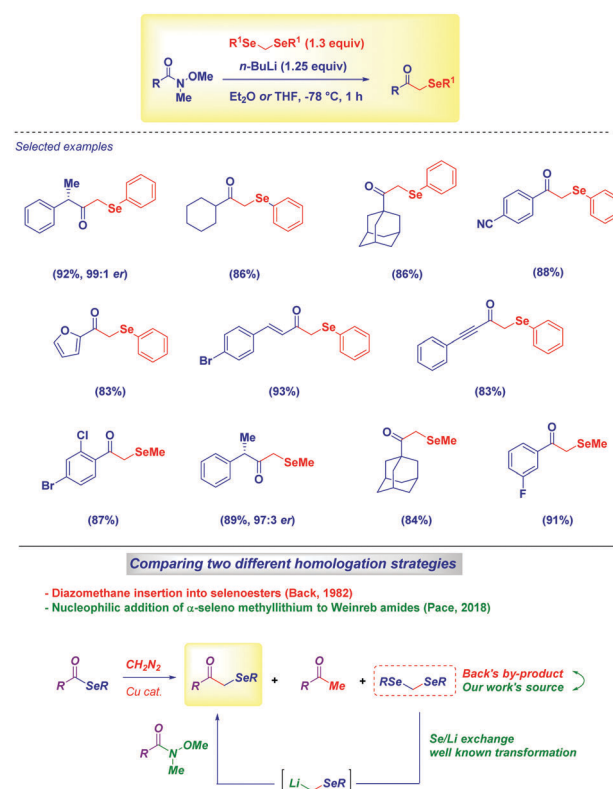 R¹Se SeR¹ (1.3 equiv)
n-BuLi (1.25 equiv)
Et₂O or THF, -78 °C, 1 h
O
R N OMe
Me
O
R SeR¹
Selected examples
Me
Se
O
(92%, 99:1 er)
O
Se
(86%)
O
Se
(86%)
O
Se
NC
(88%)
O
Se
O
(83%)
O
Se
Br
(93%)
O
Se
(83%)
Cl
O
SeMe
Br
(87%)
Me
SeMe
O
(89%, 97:3 er)
O
SeMe
(84%)
O
SeMe
F
(91%)
Comparing two different homologation strategies
- Diazomethane insertion into selenoesters (Back, 1982)
- Nucleophilic addition of α-seleno methyllithium to Weinreb amides (Pace, 2018)
O
R SeR
CH₂N₂
Cu cat.
O
R SeR
+
O
R Me
+
RSe SeR
Back's by-product
Our work's source
O
R N OMe
Me
Se/Li exchange
well known transformation
[Li SeR]